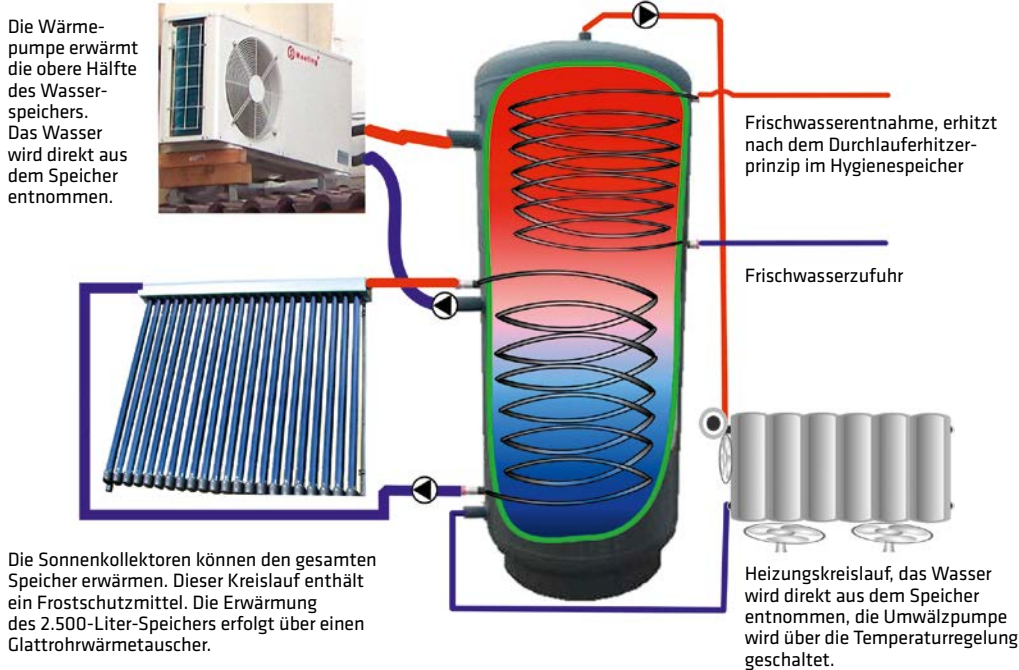 Die Wärme-
pumpe erwärmt
die obere Hälfte
des Wasser-
speichers.
Das Wasser
wird direkt aus
dem Speicher
entnommen.
Frischwasserentnahme, erhitzt
nach dem Durchlauferhitzer-
prinzip im Hygienespeicher
Frischwasserzufuhr
Die Sonnenkollektoren können den gesamten
Speicher erwärmen. Dieser Kreislauf enthält
ein Frostschutzmittel. Die Erwärmung
des 2.500-Liter-Speichers erfolgt über einen
Glattrohrwärmetauscher.
Heizungskreislauf, das Wasser
wird direkt aus dem Speicher
entnommen, die Umwälzpumpe
wird über die Temperaturregelung
geschaltet.